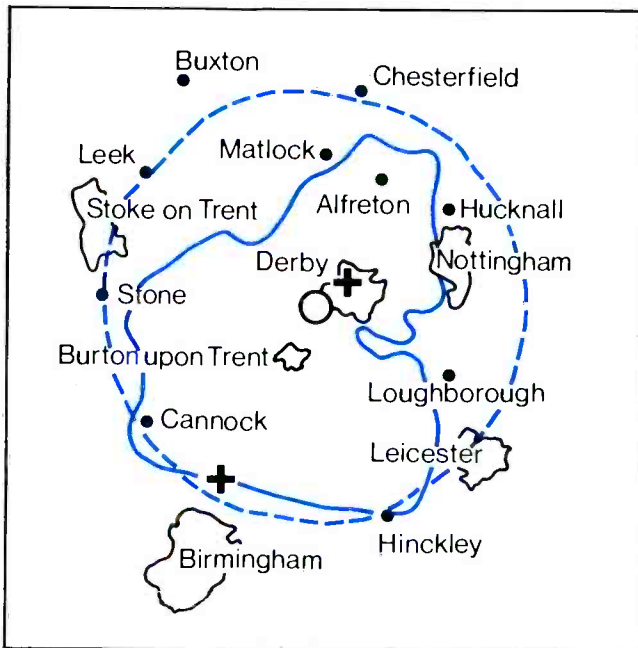 Buxton
Chesterfield
Leek
Matlock
Stoke on Trent
Alfreton
Hucknall
Derby
Nottingham
Stone
Burton upon Trent
Loughborough
Cannock
Leicester
Hinckley
Birmingham